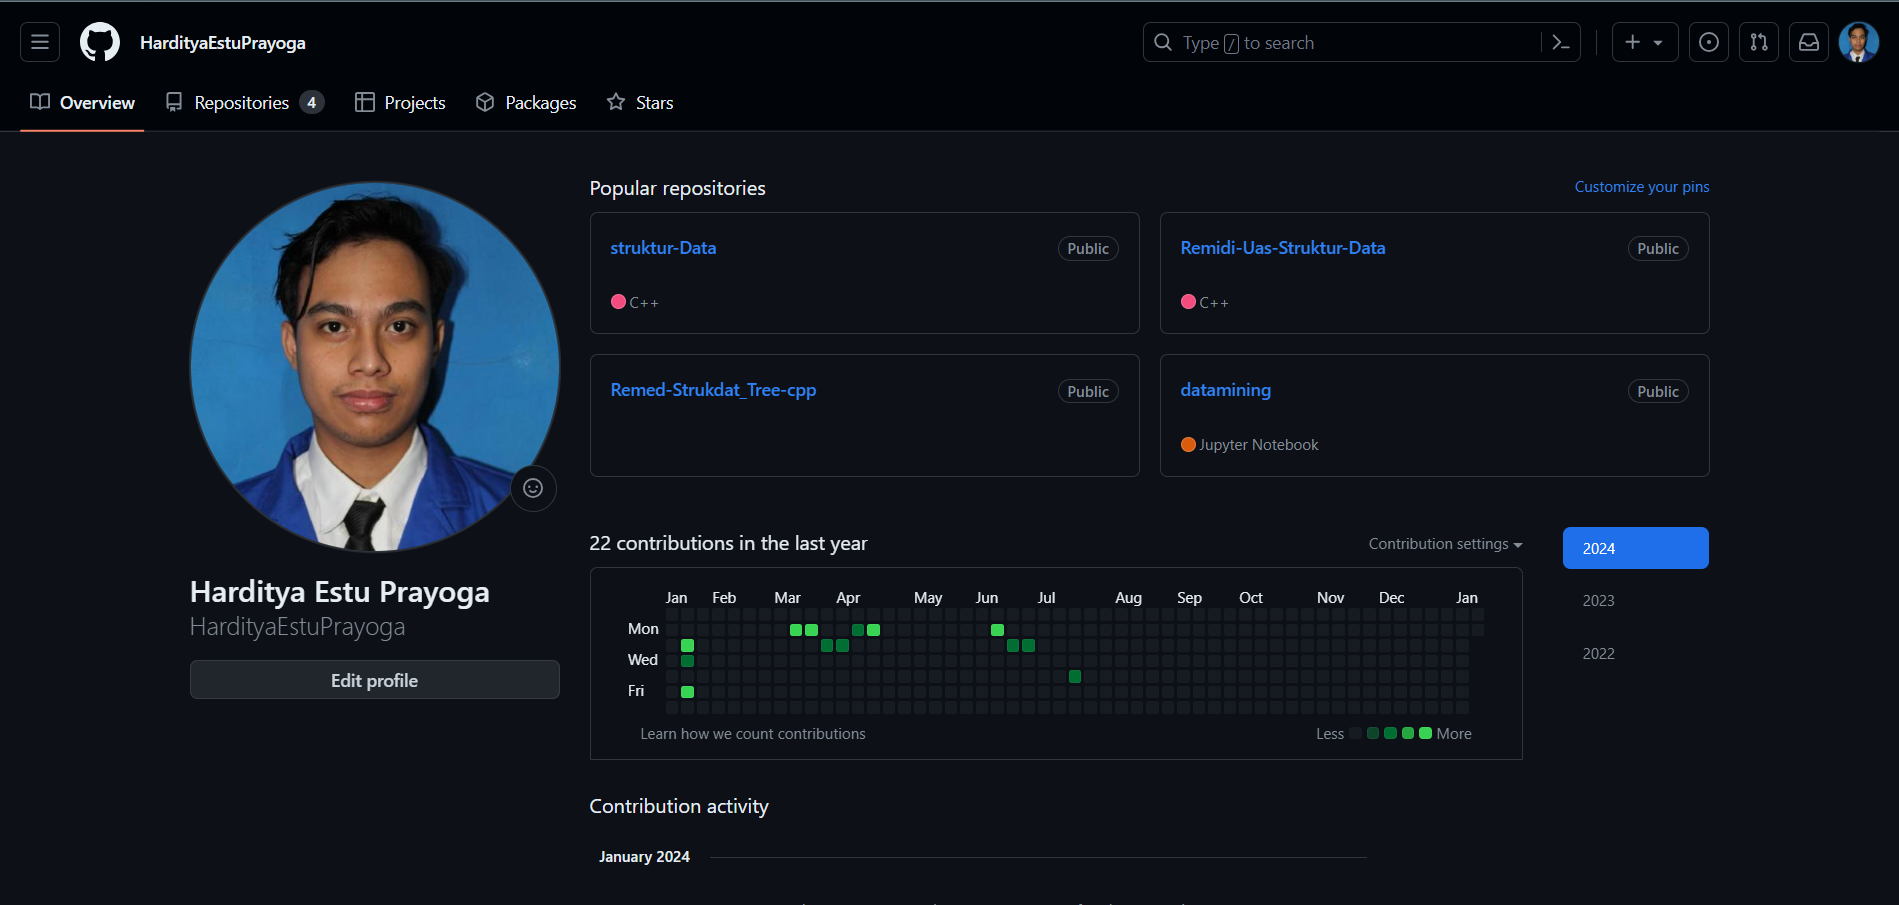 HardityaEstuPrayoga
Type / to search
Overview
Repositories 4
Projects
Packages
Stars
Popular repositories
Customize your pins
struktur-Data
Public
C++
Remidi-Uas-Struktur-Data
Public
C++
Remed-Strukdat_Tree-cpp
Public
datamining
Public
Jupyter Notebook
Harditya Estu Prayoga
HardityaEstuPrayoga
Edit profile
22 contributions in the last year
Contribution settings
2024
2023
2022
Jan Feb Mar Apr May Jun Jul Aug Sep Oct Nov Dec Jan
Mon
Wed
Fri
Learn how we count contributions
Less More
Contribution activity
January 2024